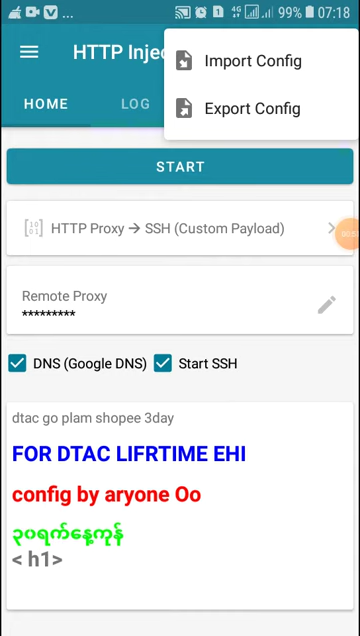 ... 4G 99% 07:18
HTTP Injec
Import Config
Export Config
HOME LOG
START
HTTP Proxy → SSH (Custom Payload)
Remote Proxy
*********
DNS (Google DNS) Start SSH
dtac go plam shopee 3day
FOR DTAC LIFRTIME EHI
config by aryone Oo
၃၀ရက်နေ့ကုန်
< h1>